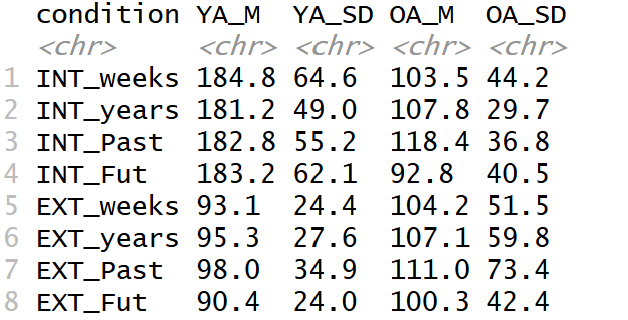 condition YA_M YA_SD OA_M OA_SD
<chr> <chr> <chr> <chr> <chr>
1 INT_weeks 184.8 64.6 103.5 44.2
2 INT_years 181.2 49.0 107.8 29.7
3 INT_Past 182.8 55.2 118.4 36.8
4 INT_Fut 183.2 62.1 92.8 40.5
5 EXT_weeks 93.1 24.4 104.2 51.5
6 EXT_years 95.3 27.6 107.1 59.8
7 EXT_Past 98.0 34.9 111.0 73.4
8 EXT_Fut 90.4 24.0 100.3 42.4